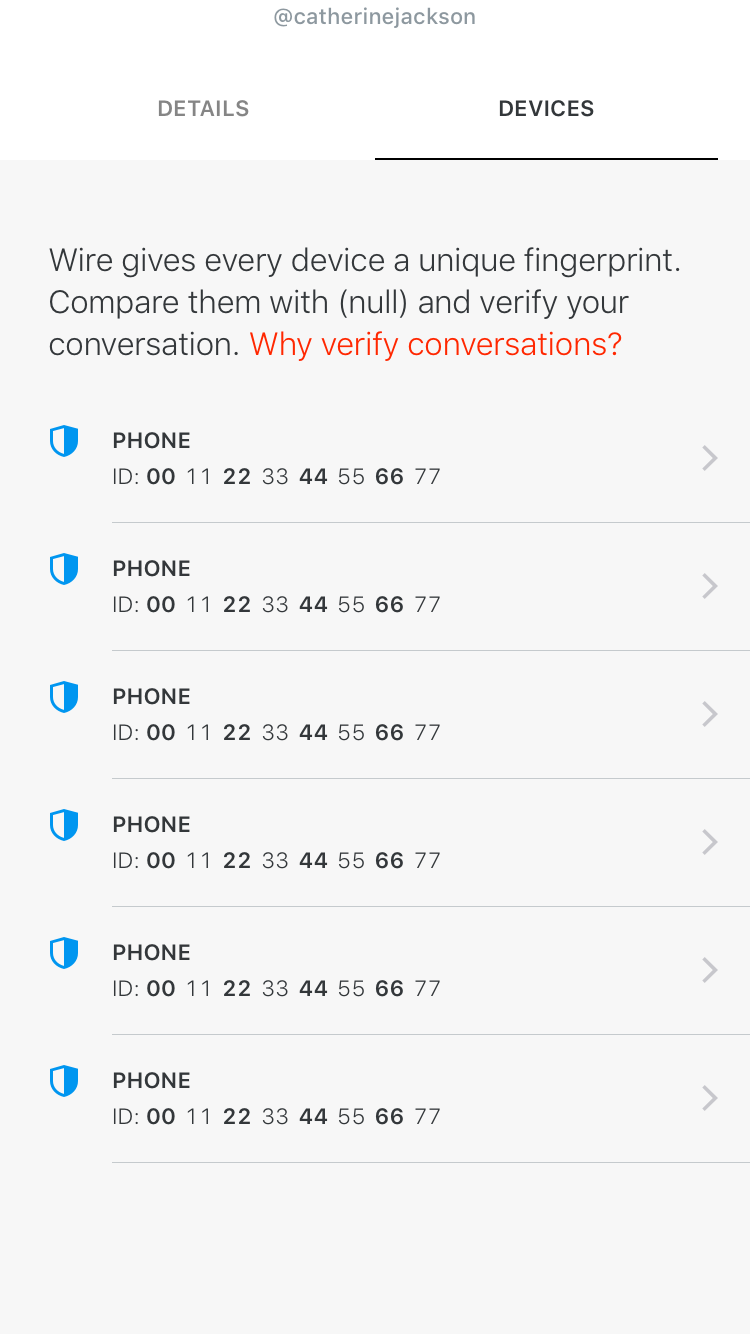 @catherinejackson
DETAILS DEVICES
Wire gives every device a unique fingerprint.
Compare them with (null) and verify your
conversation. Why verify conversations?
PHONE
ID: 00 11 22 33 44 55 66 77
PHONE
ID: 00 11 22 33 44 55 66 77
PHONE
ID: 00 11 22 33 44 55 66 77
PHONE
ID: 00 11 22 33 44 55 66 77
PHONE
ID: 00 11 22 33 44 55 66 77
PHONE
ID: 00 11 22 33 44 55 66 77